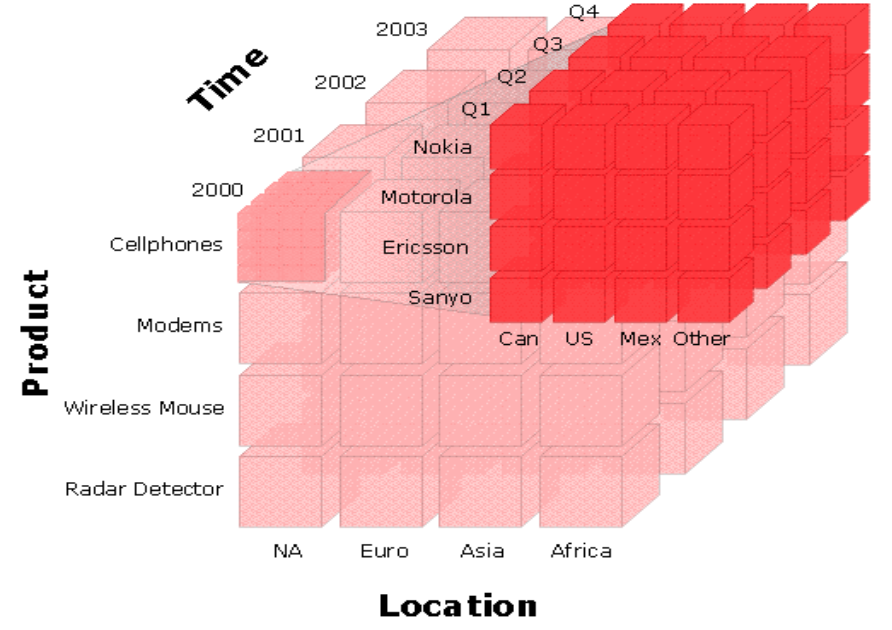 Time
2003
2002
2001
2000
Q4
Q3
Q2
Q1
Nokia
Motorola
Ericsson
Sanyo
Can US Mex Other
Product
Cellphones
Modems
Wireless Mouse
Radar Detector
NA Euro Asia Africa
Location